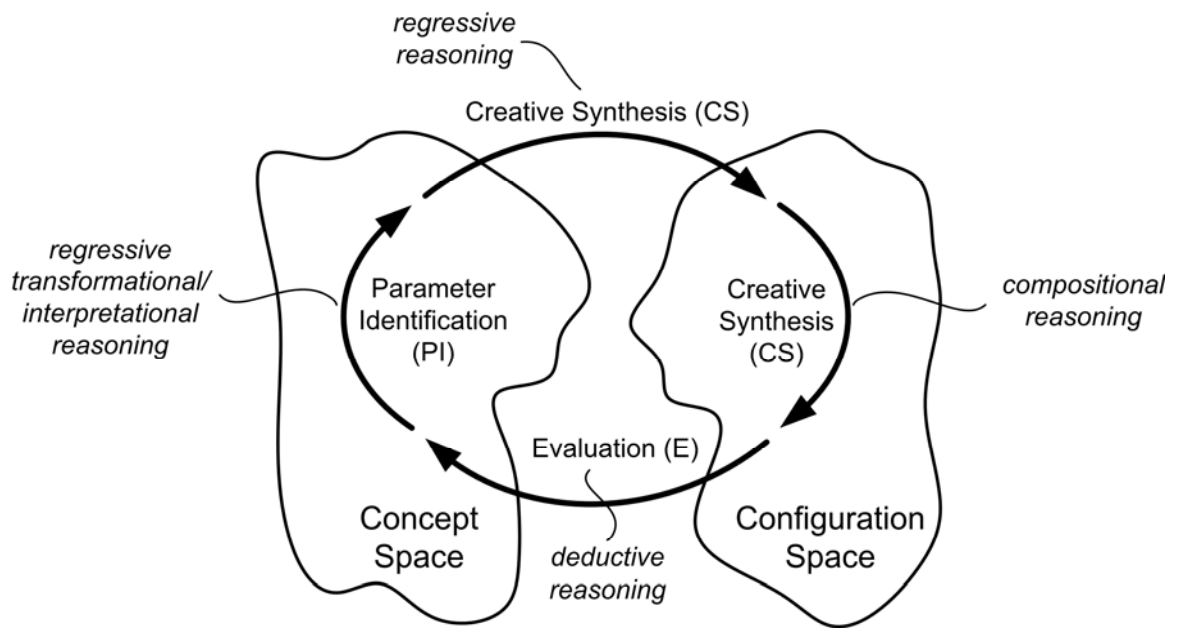 regressive
reasoning
Creative Synthesis (CS)
regressive
transformational/
interpretational
reasoning
Parameter
Identification
(PI)
Creative
Synthesis
(CS)
compositional
reasoning
Evaluation (E)
Concept
Space
Configuration
Space
deductive
reasoning